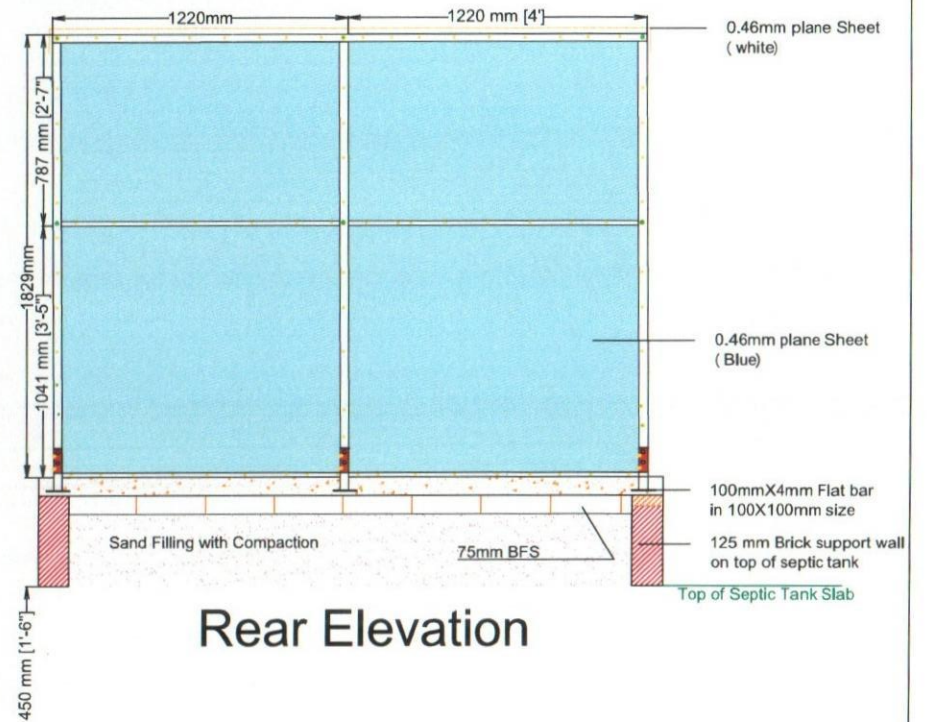 1220mm
1220 mm [4']
0.46mm plane Sheet
( white)
787 mm [2'-7"]
1829mm
1041 mm [3'-5"]
0.46mm plane Sheet
( Blue)
100mmX4mm Flat bar
in 100X100mm size
Sand Filling with Compaction
75mm BFS
125 mm Brick support wall
on top of septic tank
Top of Septic Tank Slab
Rear Elevation
450 mm [1'-6"]